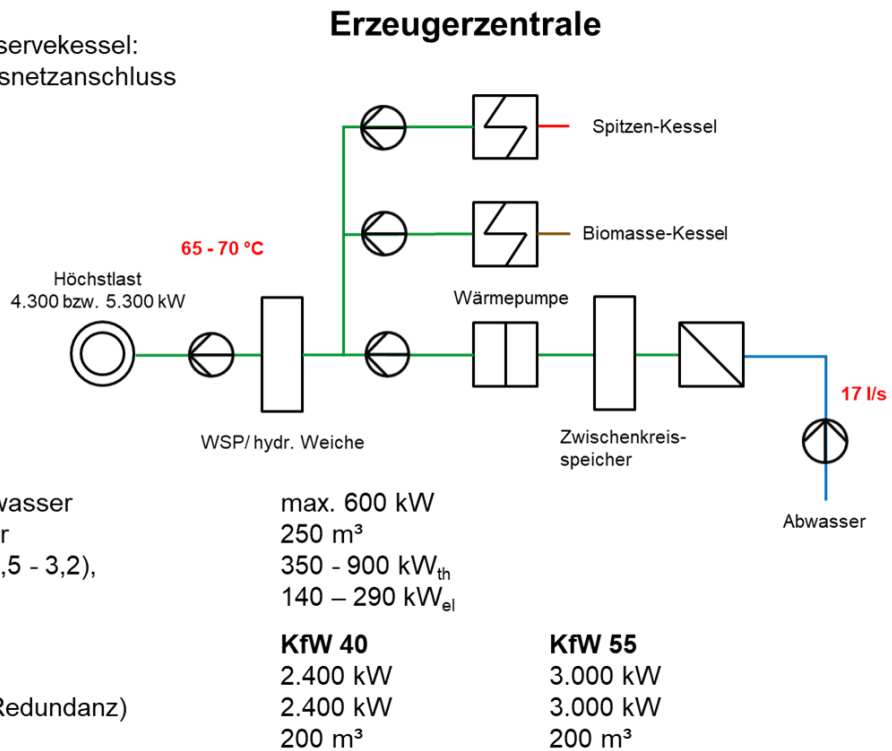 Erzeugerzentrale
servekessel:
snetzanschluss
Spitzen-Kessel
65 - 70 °C
Biomasse-Kessel
Höchstlast
4.300 bzw. 5.300 kW
Wärmepumpe
17 l/s
WSP/ hydr. Weiche
Zwischenkreis-
speicher
Abwasser
wasser max. 600 kW
r 250 m³
,5 - 3,2), 350 - 900 kWth
140 – 290 kWel
KfW 40 KfW 55
2.400 kW 3.000 kW
Redundanz) 2.400 kW 3.000 kW
200 m³ 200 m³